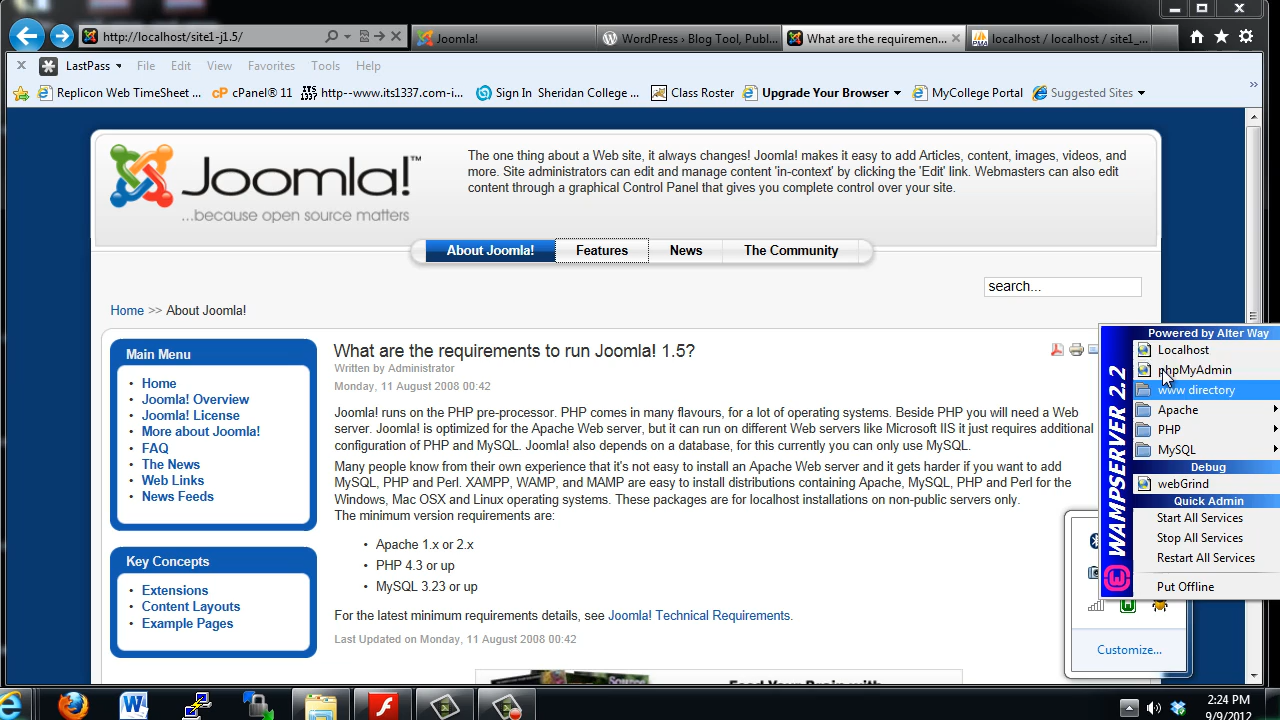 http://localhost/site1-j1.5/
Joomla!
WordPress › Blog Tool, Publ...
What are the requiremen...
localhost / localhost / site1_...
LastPass
File
Edit
View
Favorites
Tools
Help
Replicon Web TimeSheet ...
cP cPanel® 11
http--www.its1337.com-i...
Sign In Sheridan College ...
Class Roster
Upgrade Your Browser
MyCollege Portal
Suggested Sites
Joomla!™
...because open source matters
The one thing about a Web site, it always changes! Joomla! makes it easy to add Articles, content, images, videos, and
more. Site administrators can edit and manage content 'in-context' by clicking the 'Edit' link. Webmasters can also edit
content through a graphical Control Panel that gives you complete control over your site.
About Joomla!
Features
News
The Community
search...
Home >> About Joomla!
Main Menu
• Home
• Joomla! Overview
• Joomla! License
• More about Joomla!
• FAQ
• The News
• Web Links
• News Feeds
Key Concepts
• Extensions
• Content Layouts
• Example Pages
What are the requirements to run Joomla! 1.5?
Written by Administrator
Monday, 11 August 2008 00:42
Joomla! runs on the PHP pre-processor. PHP comes in many flavours, for a lot of operating systems. Beside PHP you will need a Web
server. Joomla! is optimized for the Apache Web server, but it can run on different Web servers like Microsoft IIS it just requires additional
configuration of PHP and MySQL. Joomla! also depends on a database, for this currently you can only use MySQL.
Many people know from their own experience that it's not easy to install an Apache Web server and it gets harder if you want to add
MySQL, PHP and Perl. XAMPP, WAMP, and MAMP are easy to install distributions containing Apache, MySQL, PHP and Perl for the
Windows, Mac OSX and Linux operating systems. These packages are for localhost installations on non-public servers only.
The minimum version requirements are:
• Apache 1.x or 2.x
• PHP 4.3 or up
• MySQL 3.23 or up
For the latest minimum requirements details, see Joomla! Technical Requirements.
Last Updated on Monday, 11 August 2008 00:42
WAMPSERVER 2.2
Powered by Alter Way
Localhost
phpMyAdmin
www directory
Apache
PHP
MySQL
Debug
webGrind
Quick Admin
Start All Services
Stop All Services
Restart All Services
Put Offline
Customize...
2:24 PM
9/9/2012